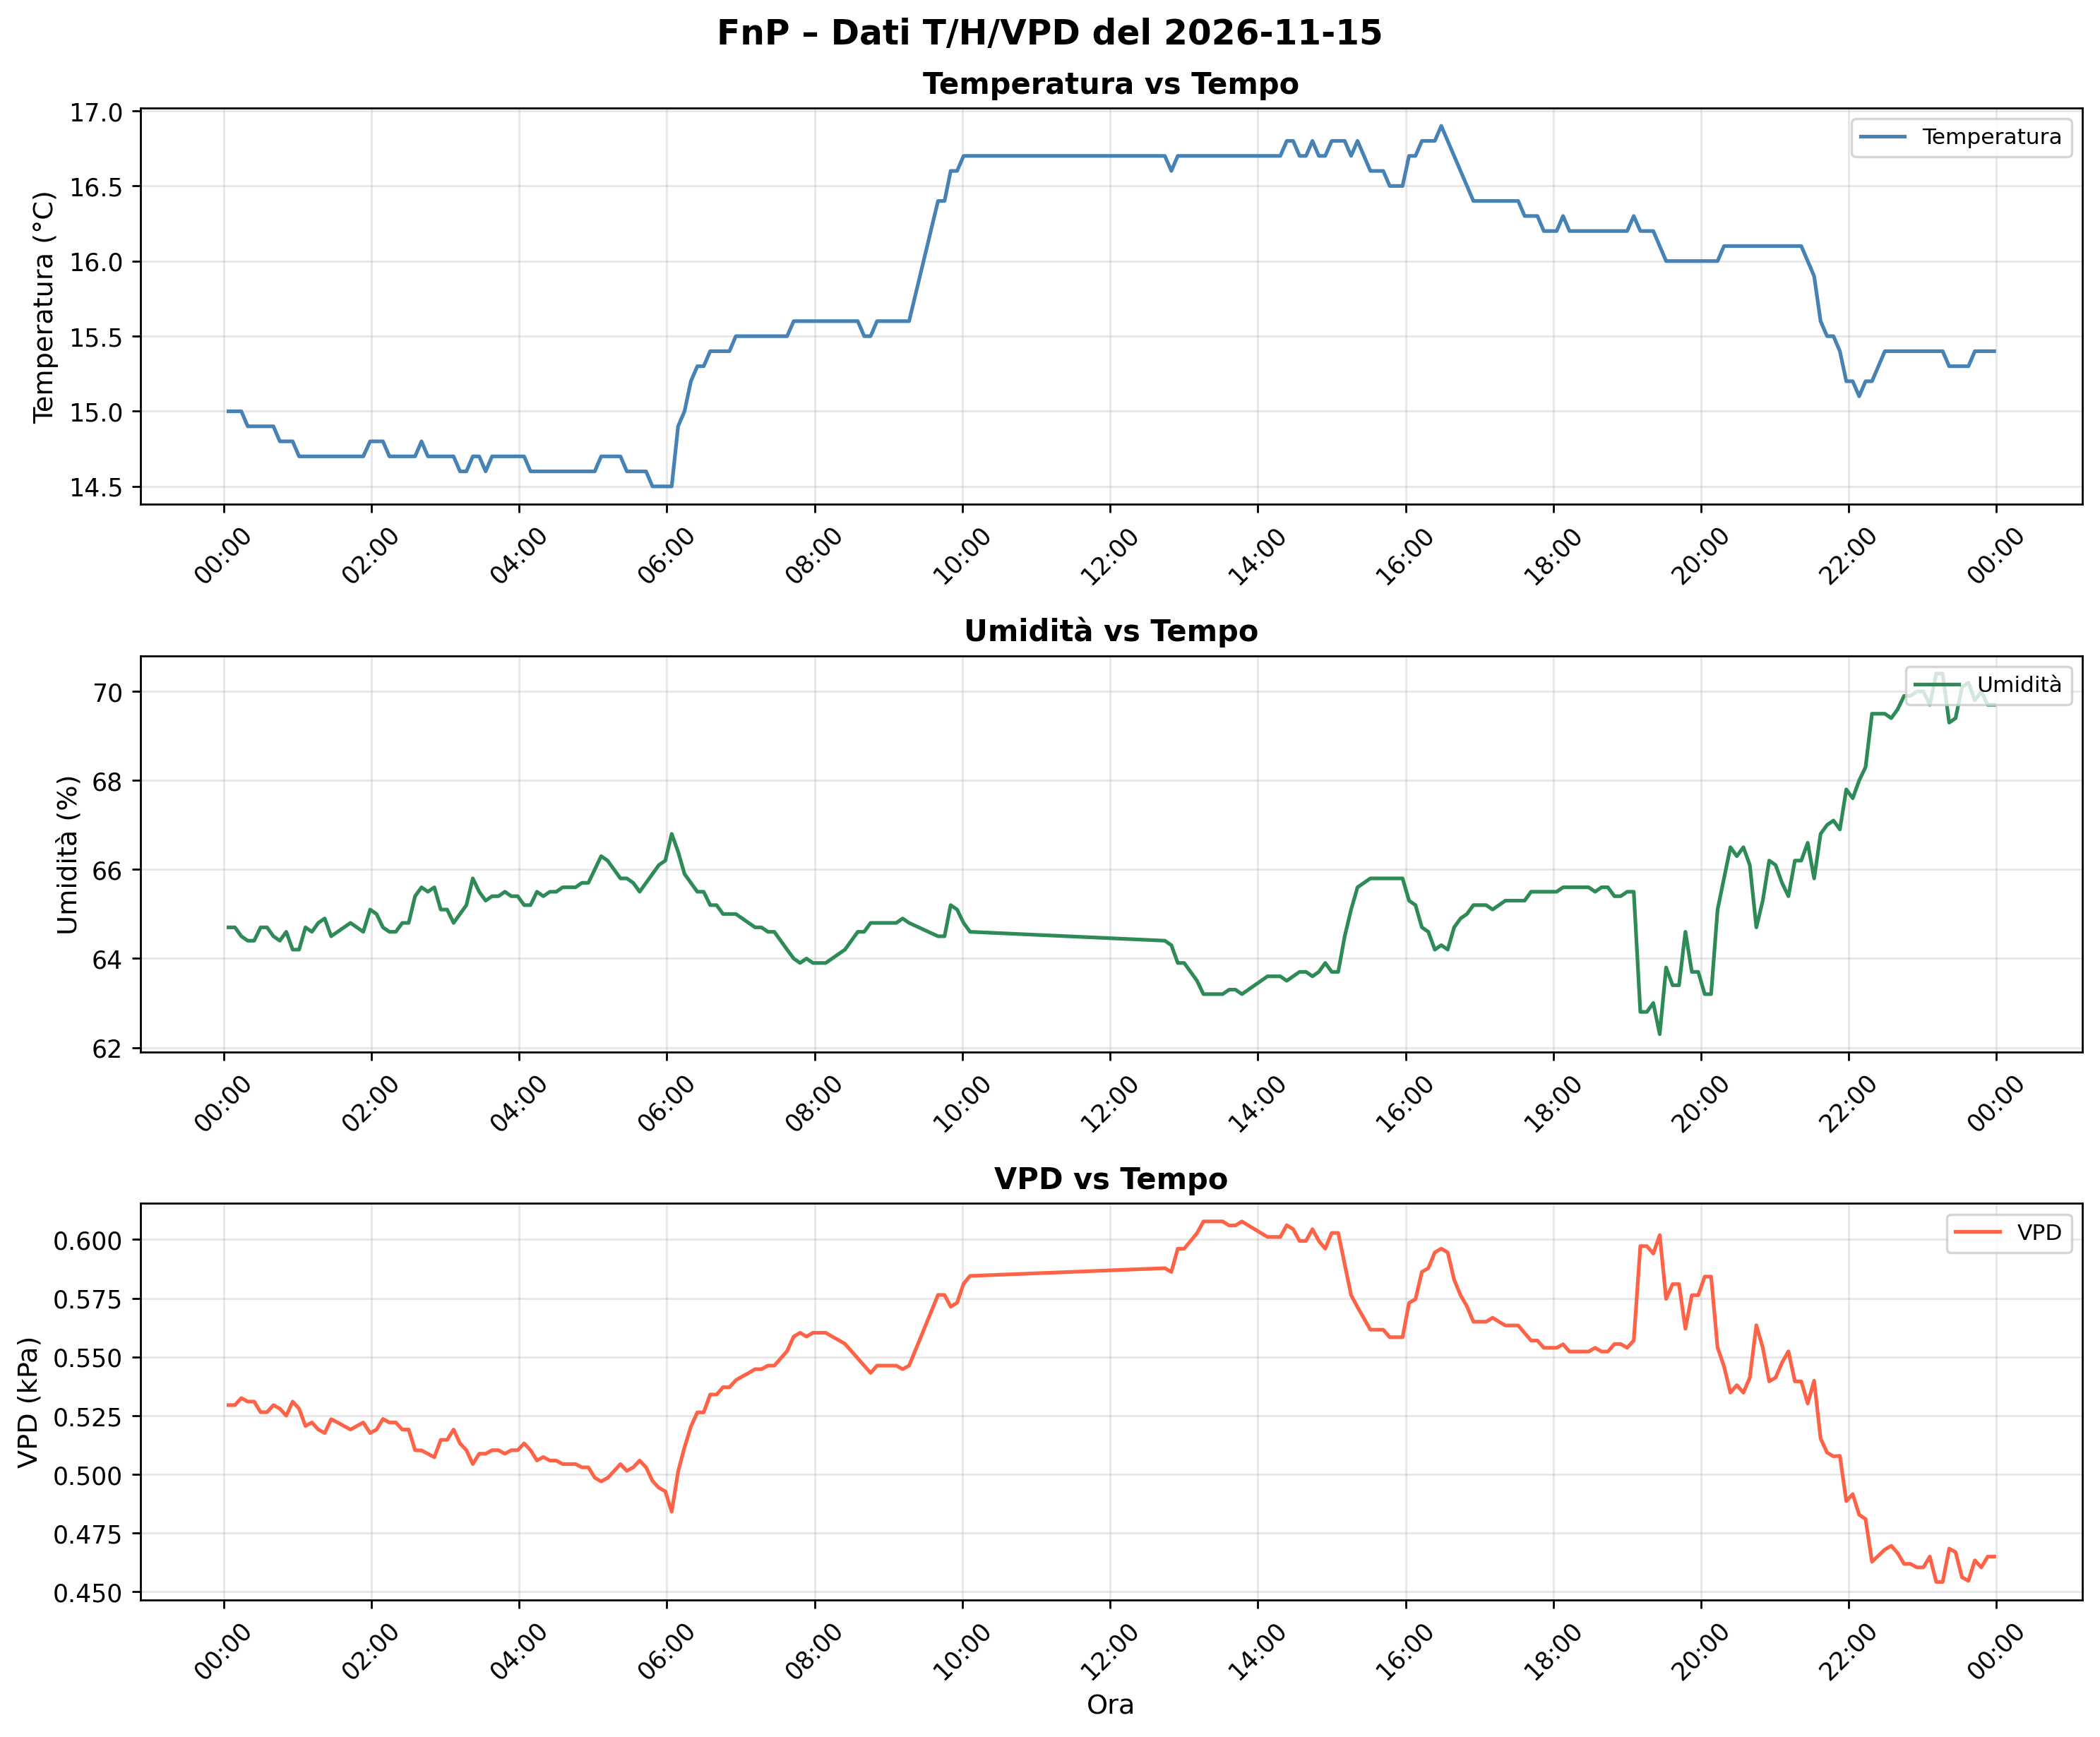 FnP – Dati T/H/VPD del 2026-11-15
Temperatura vs Tempo
Temperatura (°C)
17.0
16.5
16.0
15.5
15.0
14.5
Temperatura
00:00 02:00 04:00 06:00 08:00 10:00 12:00 14:00 16:00 18:00 20:00 22:00 00:00
Umidità vs Tempo
Umidità (%)
70
68
66
64
62
Umidità
00:00 02:00 04:00 06:00 08:00 10:00 12:00 14:00 16:00 18:00 20:00 22:00 00:00
VPD vs Tempo
VPD (kPa)
0.600
0.575
0.550
0.525
0.500
0.475
0.450
VPD
00:00 02:00 04:00 06:00 08:00 10:00 12:00 14:00 16:00 18:00 20:00 22:00 00:00
Ora